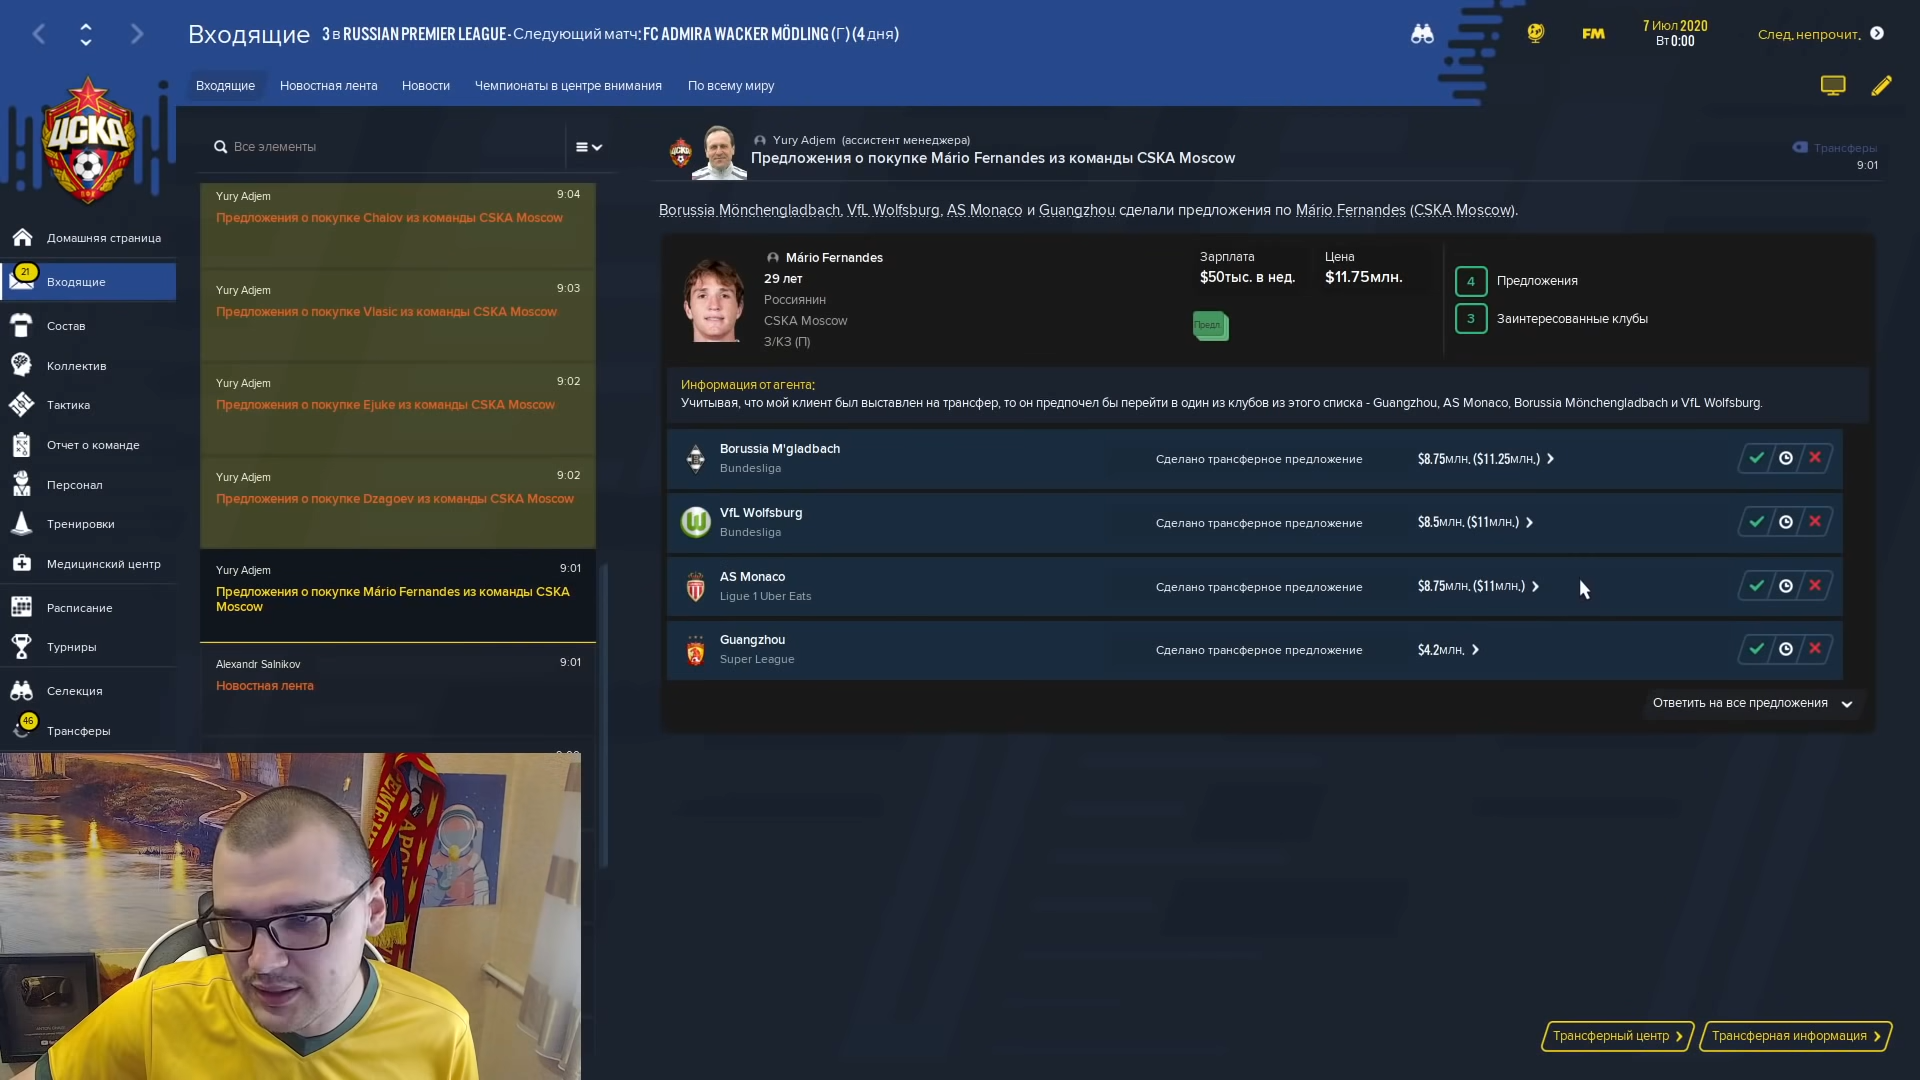 Входящие
3 в RUSSIAN PREMIER LEAGUE - Следующий матч: FC ADMIRA WACKER MÖDLING (Г) (4 дня)
FM
7 Июл 2020
Вт 0:00
След. непрочит.
Входящие
Новостная лента
Новости
Чемпионаты в центре внимания
По всему миру
ЦСКА
Домашняя страница
21
Входящие
Состав
Коллектив
Тактика
Отчет о команде
Персонал
Тренировки
Медицинский центр
Расписание
Турниры
Селекция
46
Трансферы
Все элементы
Yury Adjem 9:04
Предложения о покупке Chalov из команды CSKA Moscow
Yury Adjem 9:03
Предложения о покупке Vlasic из команды CSKA Moscow
Yury Adjem 9:02
Предложения о покупке Ejuke из команды CSKA Moscow
Yury Adjem 9:02
Предложения о покупке Dzagoev из команды CSKA Moscow
Yury Adjem 9:01
Предложения о покупке Mário Fernandes из команды CSKA
Moscow
Alexandr Salnikov 9:01
Новостная лента
Yury Adjem (ассистент менеджера)
Предложения о покупке Mário Fernandes из команды CSKA Moscow
Трансферы
9:01
Borussia Mönchengladbach, VfL Wolfsburg, AS Monaco и Guangzhou сделали предложения по Mário Fernandes (CSKA Moscow).
Mário Fernandes
29 лет
Россиянин
CSKA Moscow
З/КЗ (П)
Зарплата
$50тыс. в нед.
Цена
$11.75млн.
Предл.
4 Предложения
3 Заинтересованные клубы
Информация от агента:
Учитывая, что мой клиент был выставлен на трансфер, то он предпочел бы перейти в один из клубов из этого списка - Guangzhou, AS Monaco, Borussia Mönchengladbach и VfL Wolfsburg.
Borussia M'gladbach
Bundesliga
Сделано трансферное предложение
$8.75млн. ($11.25млн.)
VfL Wolfsburg
Bundesliga
Сделано трансферное предложение
$8.5млн. ($11млн.)
AS Monaco
Ligue 1 Uber Eats
Сделано трансферное предложение
$8.75млн. ($11млн.)
Guangzhou
Super League
Сделано трансферное предложение
$4.2млн.
Ответить на все предложения
Трансферный центр
Трансферная информация